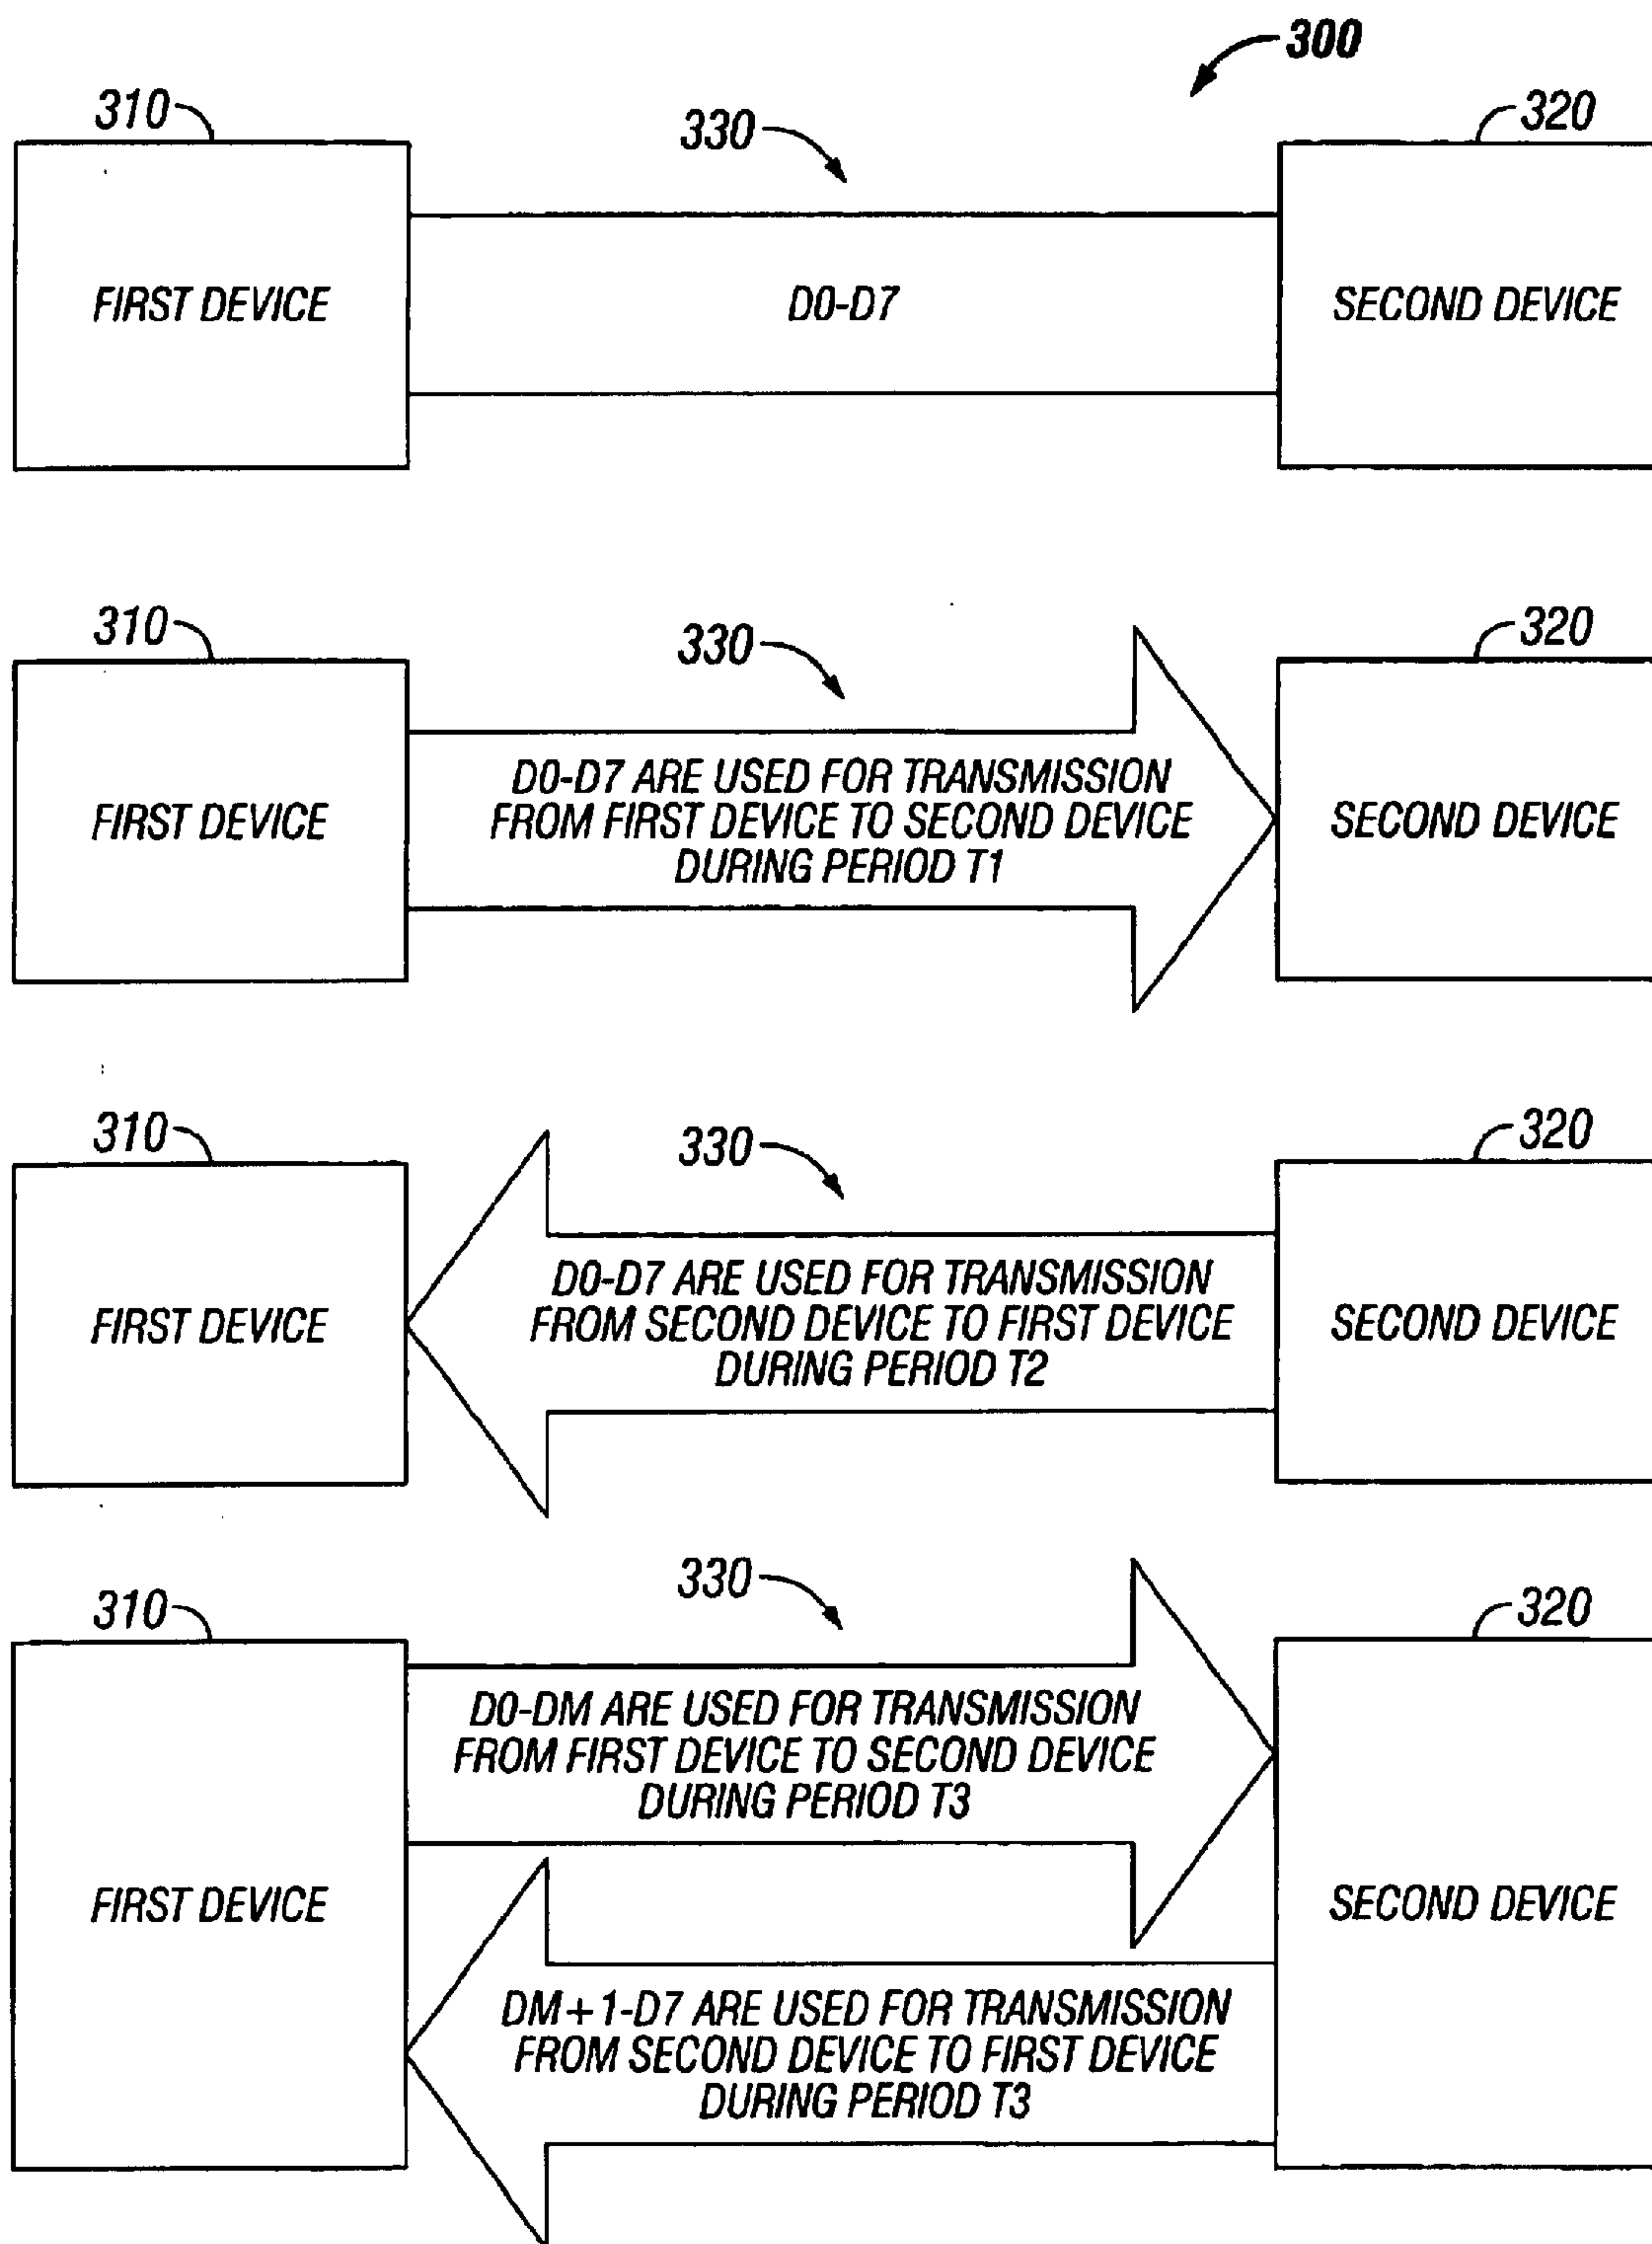 300
310
330
320
FIRST DEVICE
D0-D7
SECOND DEVICE
310
330
320
FIRST DEVICE
D0-D7 ARE USED FOR TRANSMISSION
FROM FIRST DEVICE TO SECOND DEVICE
DURING PERIOD T1
SECOND DEVICE
310
330
320
FIRST DEVICE
D0-D7 ARE USED FOR TRANSMISSION
FROM SECOND DEVICE TO FIRST DEVICE
DURING PERIOD T2
SECOND DEVICE
310
330
320
D0-DM ARE USED FOR TRANSMISSION
FROM FIRST DEVICE TO SECOND DEVICE
DURING PERIOD T3
FIRST DEVICE
SECOND DEVICE
DM+1-D7 ARE USED FOR TRANSMISSION
FROM SECOND DEVICE TO FIRST DEVICE
DURING PERIOD T3